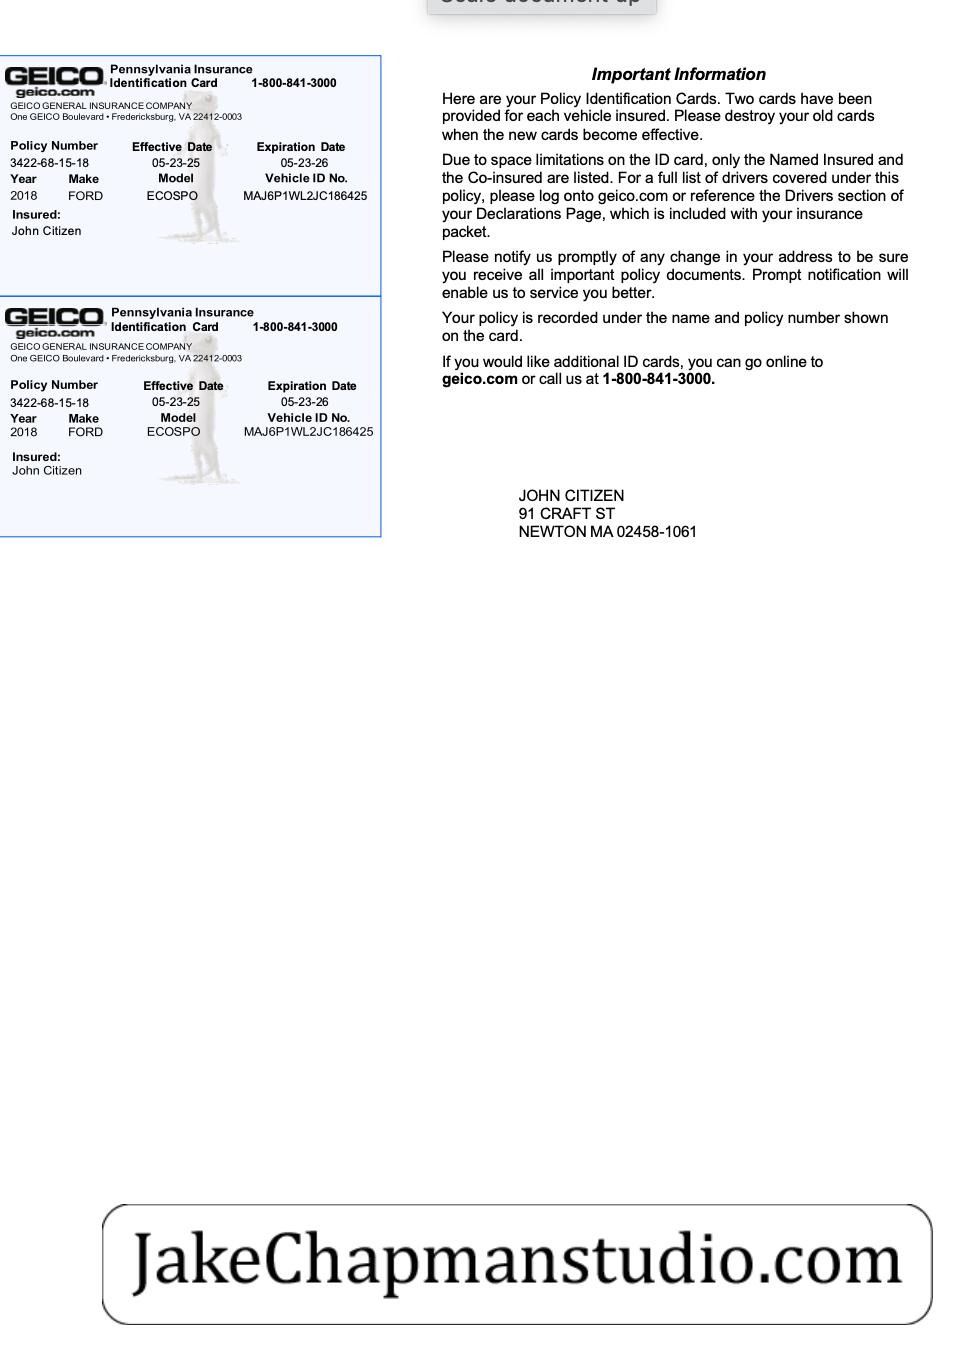 GEICO
geico.com
Pennsylvania Insurance
Identification Card 1-800-841-3000
GEICO GENERAL INSURANCE COMPANY
One GEICO Boulevard • Fredericksburg, VA 22412-0003
Policy Number Effective Date Expiration Date
3422-68-15-18 05-23-25 05-23-26
Year Make Model Vehicle ID No.
2018 FORD ECOSPO MAJ6P1WL2JC186425
Insured:
John Citizen
GEICO
geico.com
Pennsylvania Insurance
Identification Card 1-800-841-3000
GEICO GENERAL INSURANCE COMPANY
One GEICO Boulevard • Fredericksburg, VA 22412-0003
Policy Number Effective Date Expiration Date
3422-68-15-18 05-23-25 05-23-26
Year Make Model Vehicle ID No.
2018 FORD ECOSPO MAJ6P1WL2JC186425
Insured:
John Citizen
Important Information
Here are your Policy Identification Cards. Two cards have been
provided for each vehicle insured. Please destroy your old cards
when the new cards become effective.
Due to space limitations on the ID card, only the Named Insured and
the Co-insured are listed. For a full list of drivers covered under this
policy, please log onto geico.com or reference the Drivers section of
your Declarations Page, which is included with your insurance
packet.
Please notify us promptly of any change in your address to be sure
you receive all important policy documents. Prompt notification will
enable us to service you better.
Your policy is recorded under the name and policy number shown
on the card.
If you would like additional ID cards, you can go online to
geico.com or call us at 1-800-841-3000.
JOHN CITIZEN
91 CRAFT ST
NEWTON MA 02458-1061
JakeChapmanstudio.com